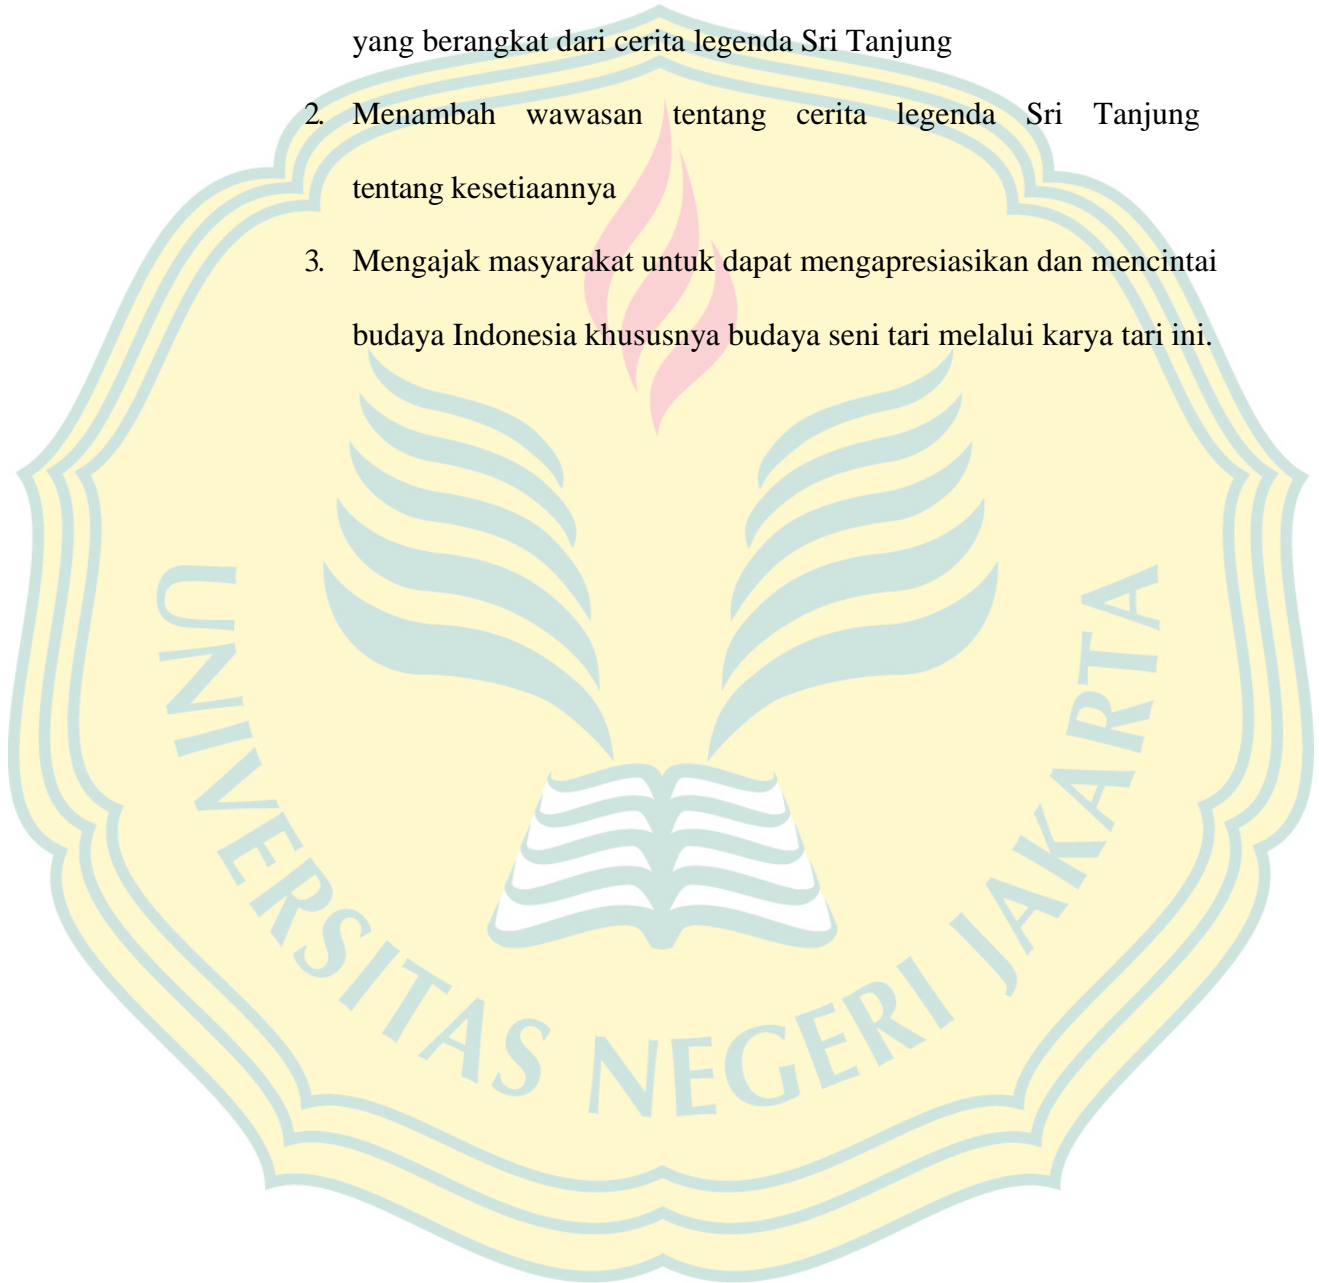 yang berangkat dari cerita legenda Sri Tanjung
2. Menambah wawasan tentang cerita legenda Sri Tanjung
tentang kesetiaannya
3. Mengajak masyarakat untuk dapat mengapresiasikan dan mencintai
budaya Indonesia khususnya budaya seni tari melalui karya tari ini.
UNIVERSITAS NEGERI JAKARTA